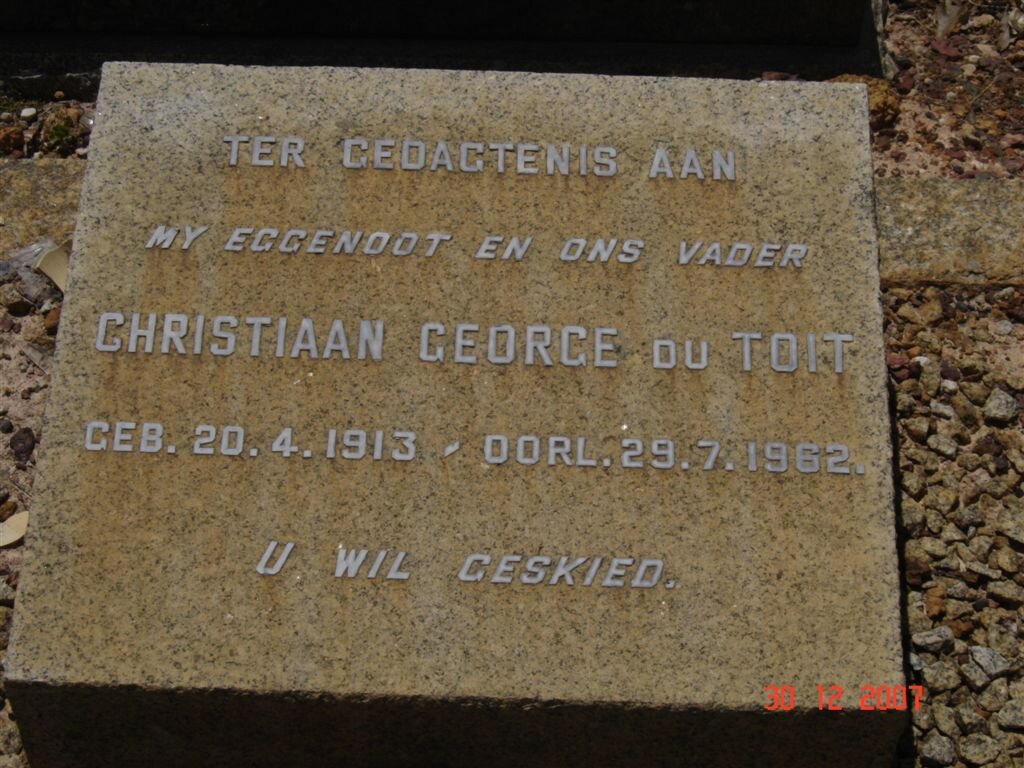 TER GEDAGTENIS AAN
MY EGGENOOT EN ONS VADER
CHRISTIAAN GEORGE DU TOIT
GEB. 20.4.1913 - OORL. 29.7.1962.
U WIL GESKIED.
30 12 2007